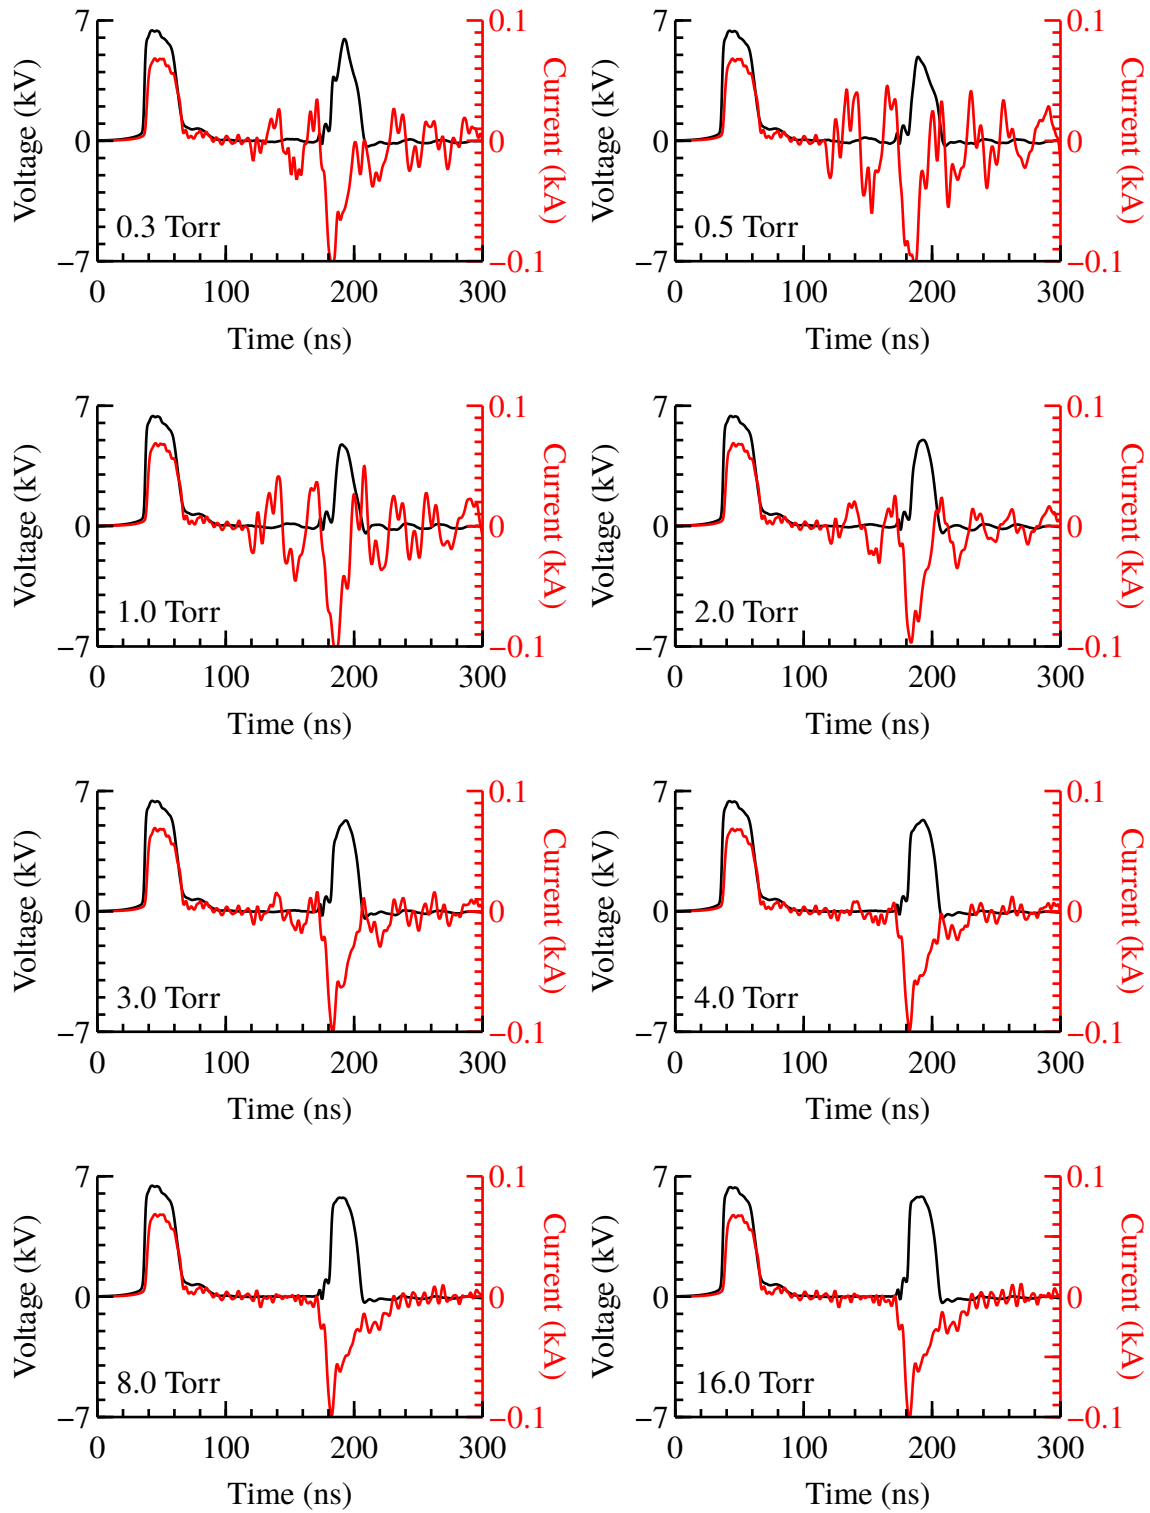 7 0.1 7 0.1
Voltage (kV) 0 0 Current (kA) Voltage (kV) 0 0 Current (kA)
0.3 Torr 0.5 Torr
−7 −0.1 −7 −0.1
0 100 200 300 0 100 200 300
Time (ns) Time (ns)
7 0.1 7 0.1
Voltage (kV) 0 0 Current (kA) Voltage (kV) 0 0 Current (kA)
1.0 Torr 2.0 Torr
−7 −0.1 −7 −0.1
0 100 200 300 0 100 200 300
Time (ns) Time (ns)
7 0.1 7 0.1
Voltage (kV) 0 0 Current (kA) Voltage (kV) 0 0 Current (kA)
3.0 Torr 4.0 Torr
−7 −0.1 −7 −0.1
0 100 200 300 0 100 200 300
Time (ns) Time (ns)
7 0.1 7 0.1
Voltage (kV) 0 0 Current (kA) Voltage (kV) 0 0 Current (kA)
8.0 Torr 16.0 Torr
−7 −0.1 −7 −0.1
0 100 200 300 0 100 200 300
Time (ns) Time (ns)